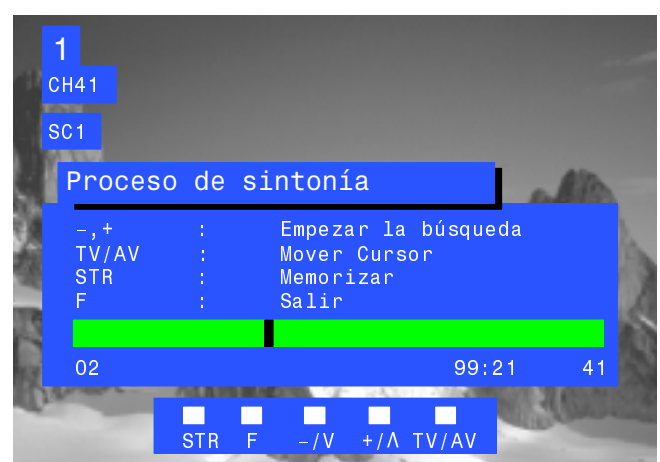 1
CH41
SC1
Proceso de sintonía
–,+ : Empezar la búsqueda
TV/AV : Mover Cursor
STR : Memorizar
F : Salir
02 99:21 41
STR F –/V +/Λ TV/AV